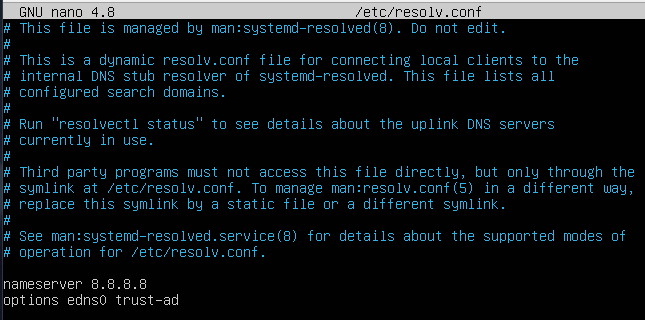 GNU nano 4.8 /etc/resolv.conf
# This file is managed by man:systemd-resolved(8). Do not edit.
#
# This is a dynamic resolv.conf file for connecting local clients to the
# internal DNS stub resolver of systemd-resolved. This file lists all
# configured search domains.
#
# Run "resolvectl status" to see details about the uplink DNS servers
# currently in use.
#
# Third party programs must not access this file directly, but only through the
# symlink at /etc/resolv.conf. To manage man:resolv.conf(5) in a different way,
# replace this symlink by a static file or a different symlink.
#
# See man:systemd-resolved.service(8) for details about the supported modes of
# operation for /etc/resolv.conf.
nameserver 8.8.8.8
options edns0 trust-ad